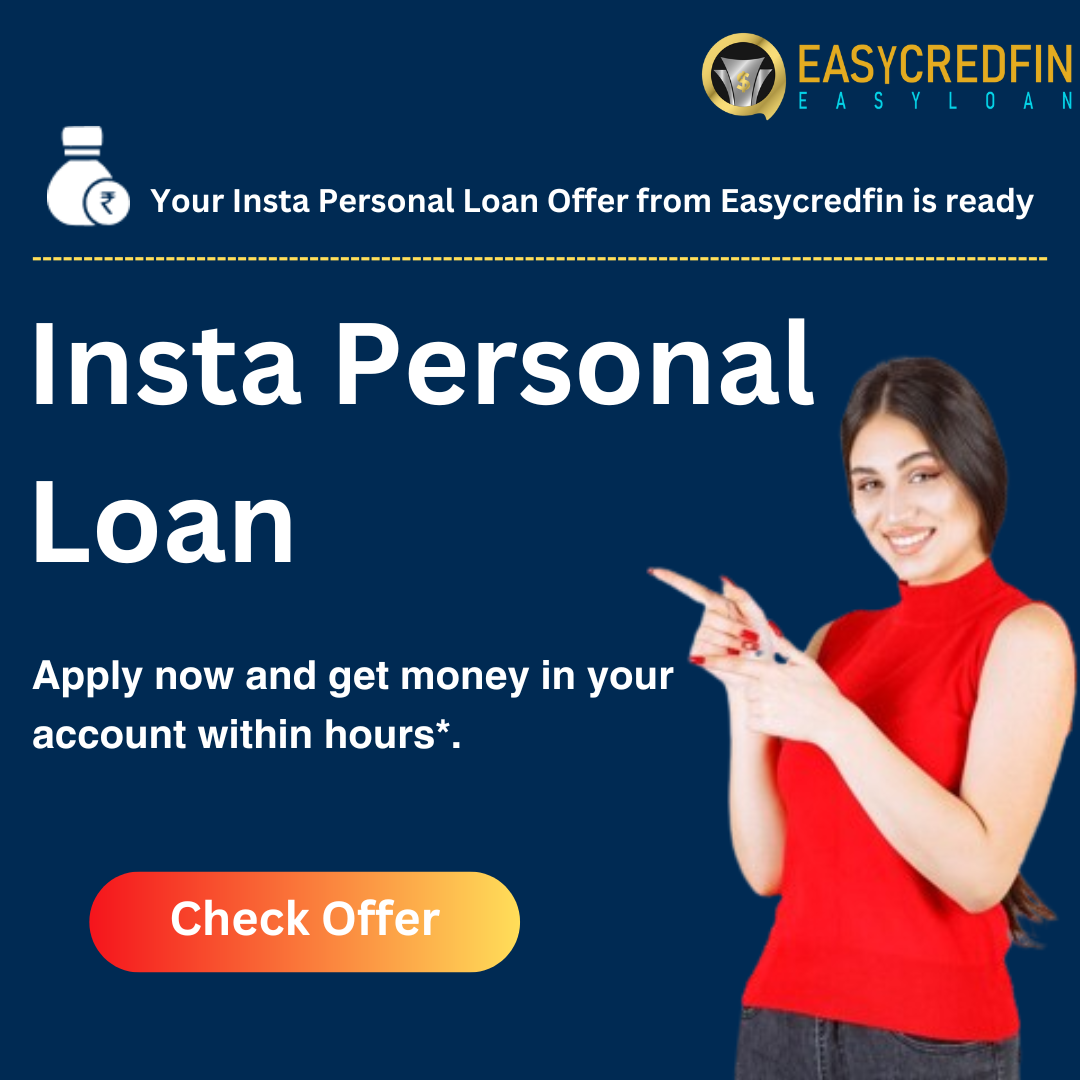 EASYCREDFIN
EASYLOAN
₹
Your Insta Personal Loan Offer from Easycredfin is ready
Insta Personal
Loan
Apply now and get money in your
account within hours*.
Check Offer